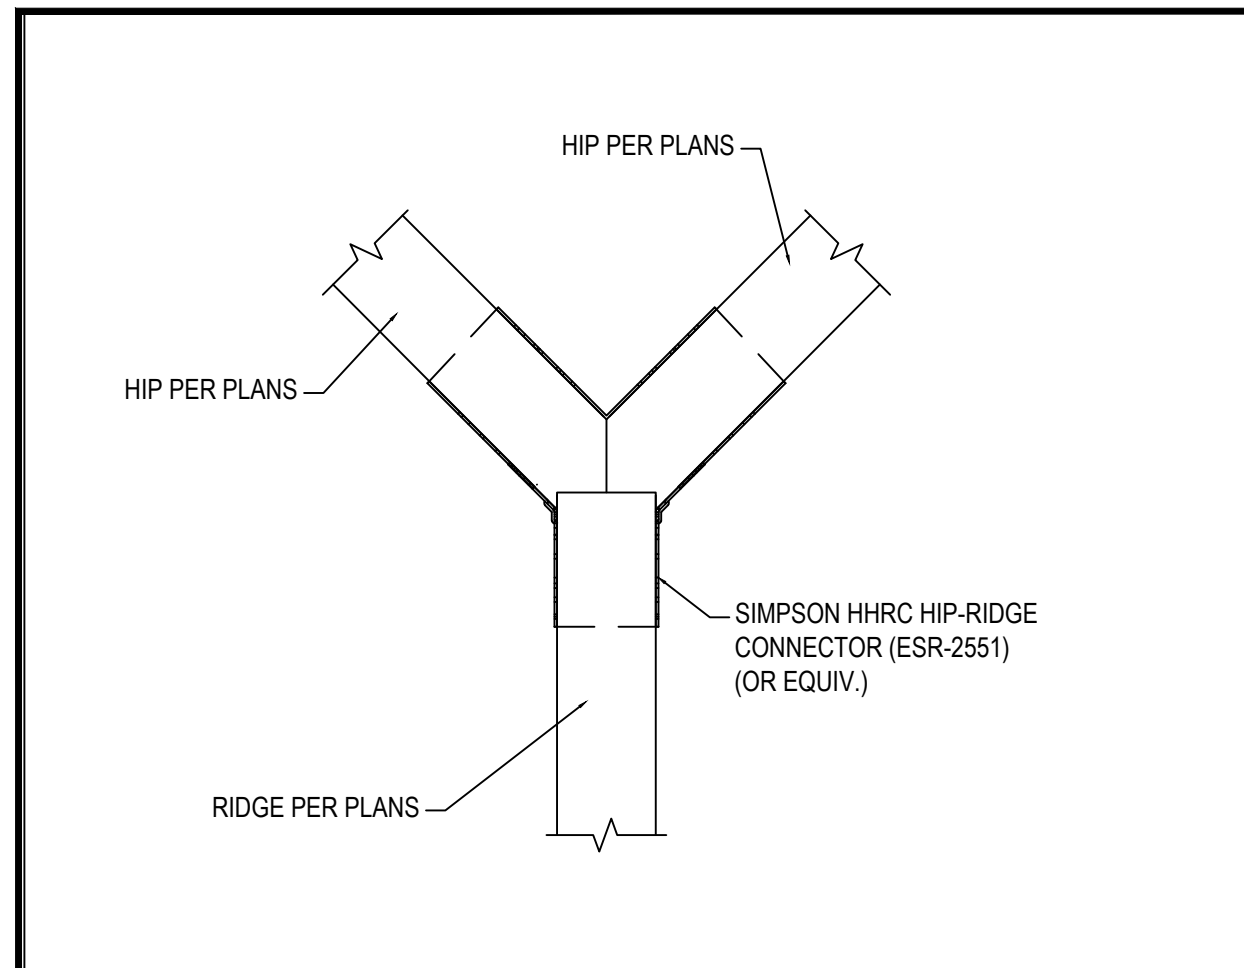 HIP PER PLANS
HIP PER PLANS
SIMPSON HHRC HIP-RIDGE
CONNECTOR (ESR-2551)
(OR EQUIV.)
RIDGE PER PLANS